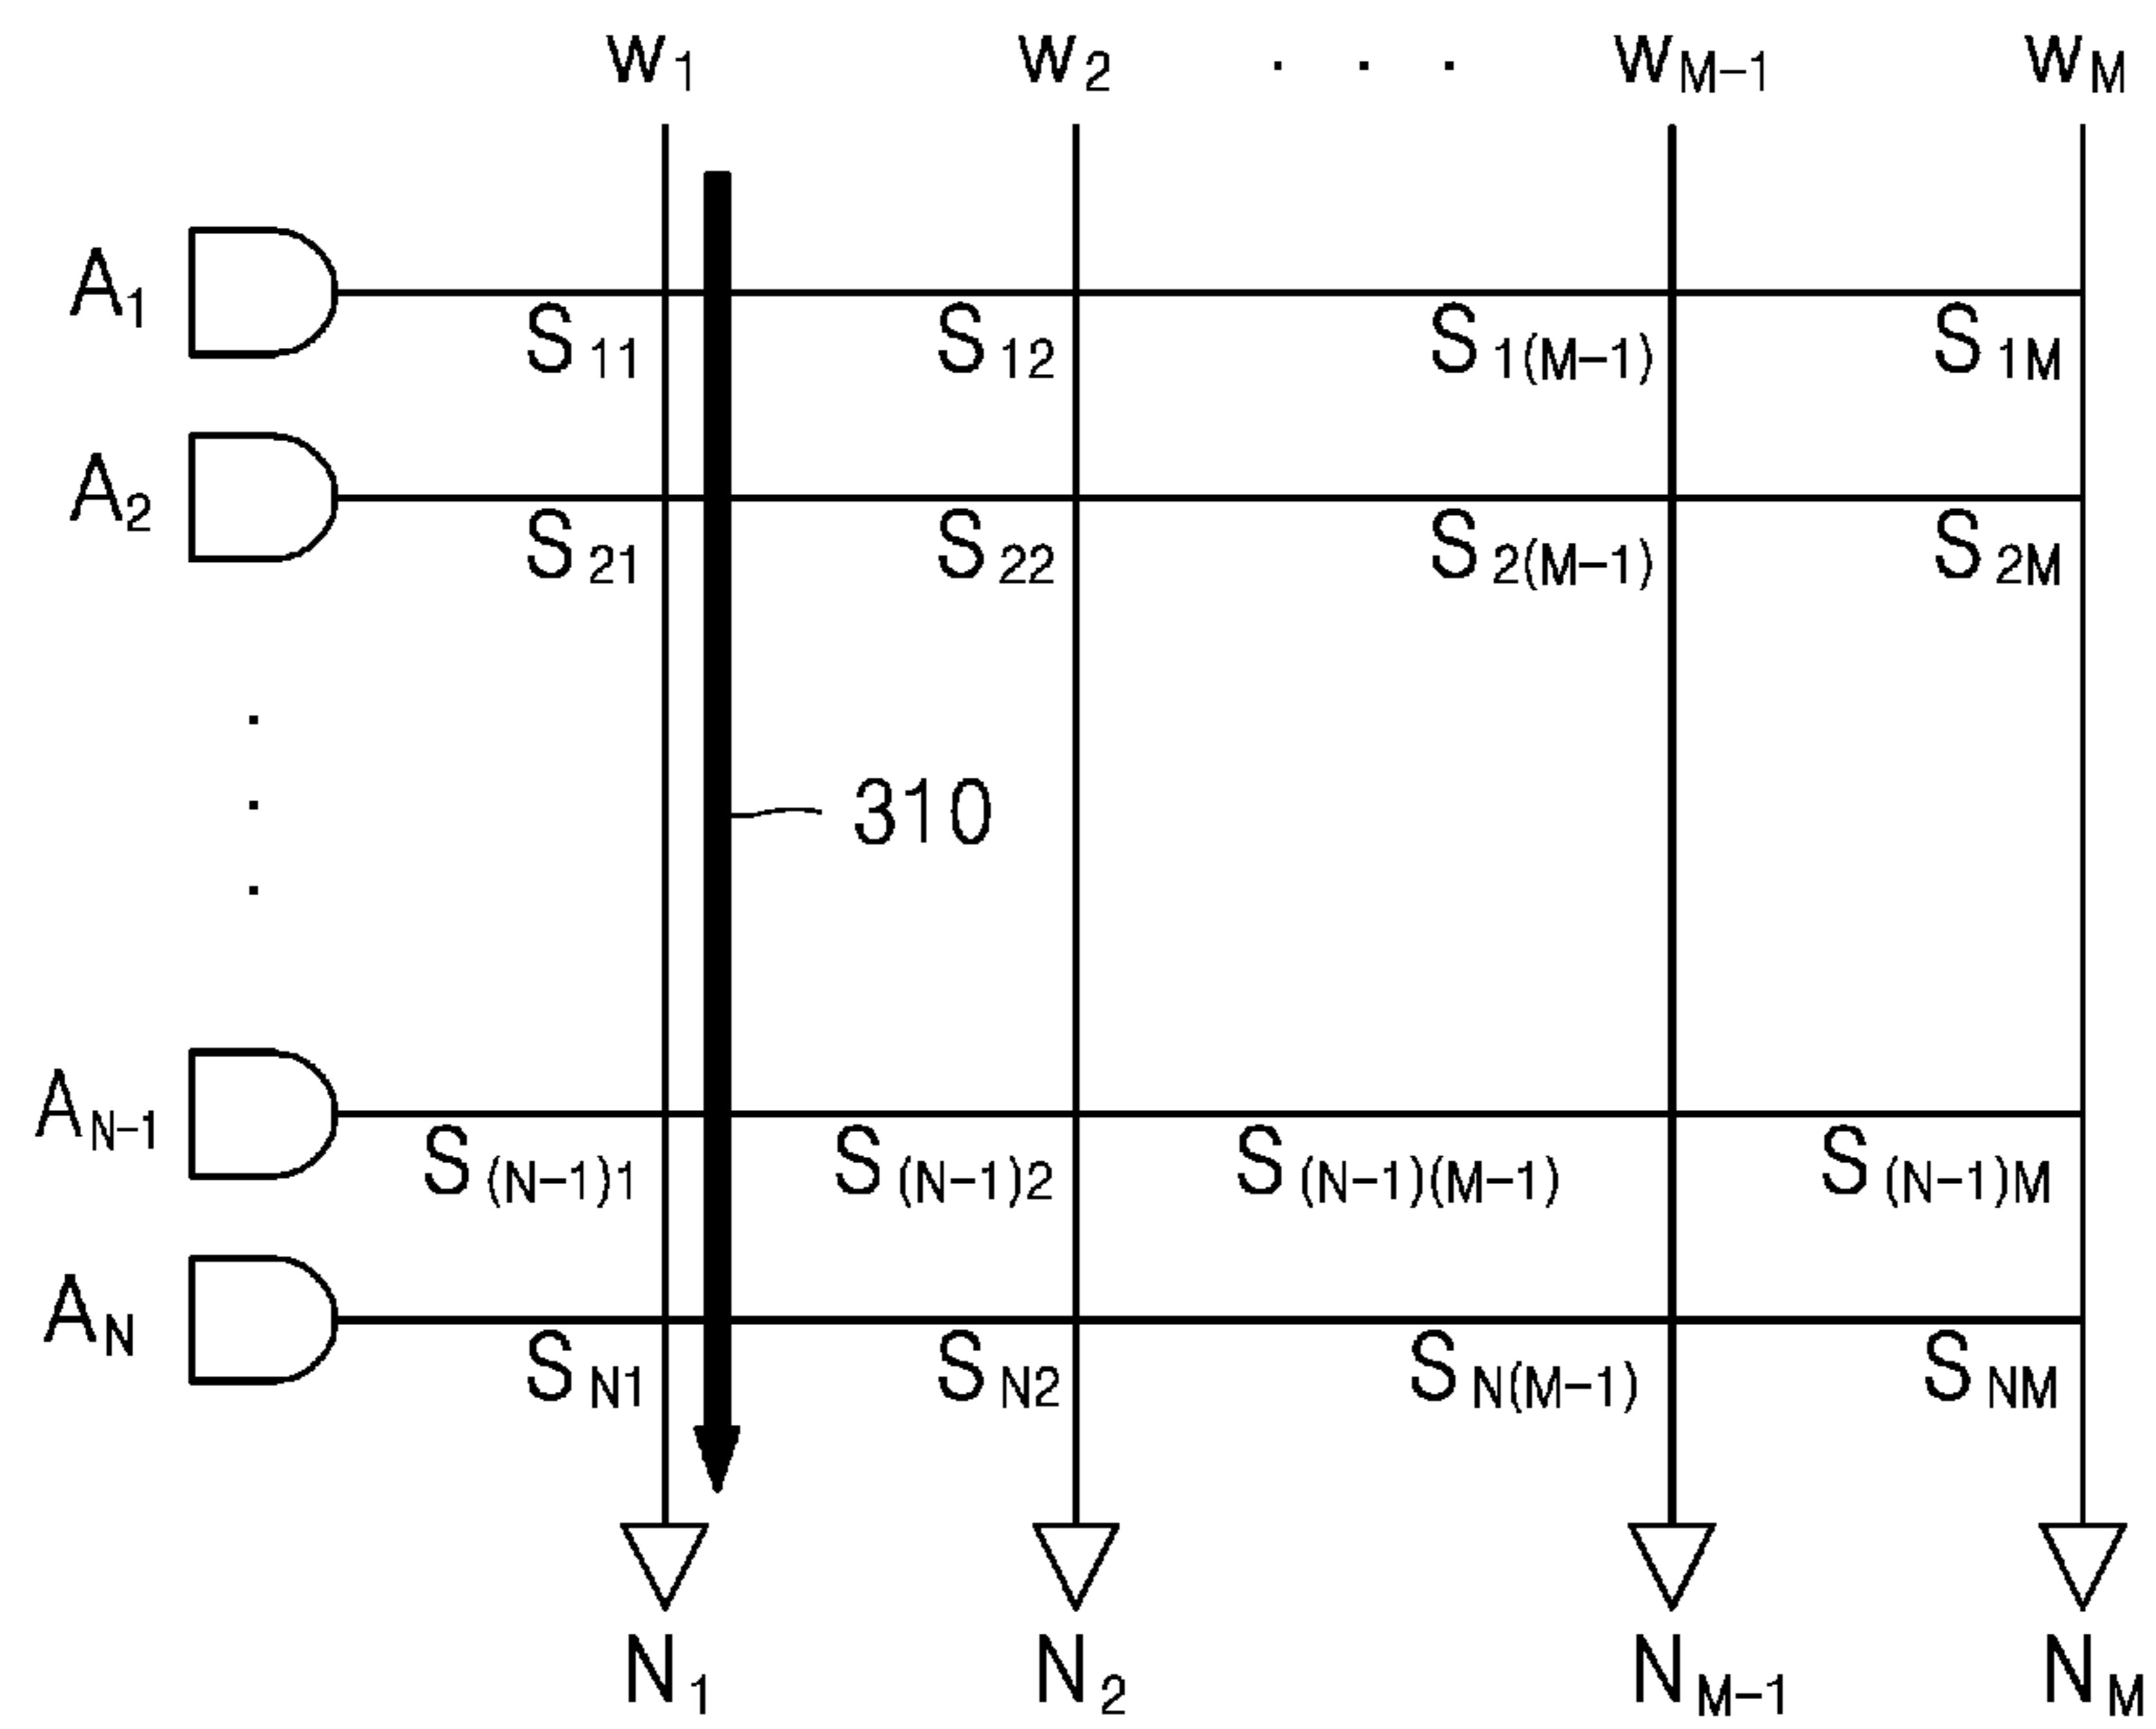 w1 w2 . . . wM-1 wM
A1
S11 S12 S1(M-1) S1M
A2
S21 S22 S2(M-1) S2M
.
.
310
.
AN-1
S(N-1)1 S(N-1)2 S(N-1)(M-1) S(N-1)M
AN
SN1 SN2 SN(M-1) SNM
N1 N2 NM-1 NM